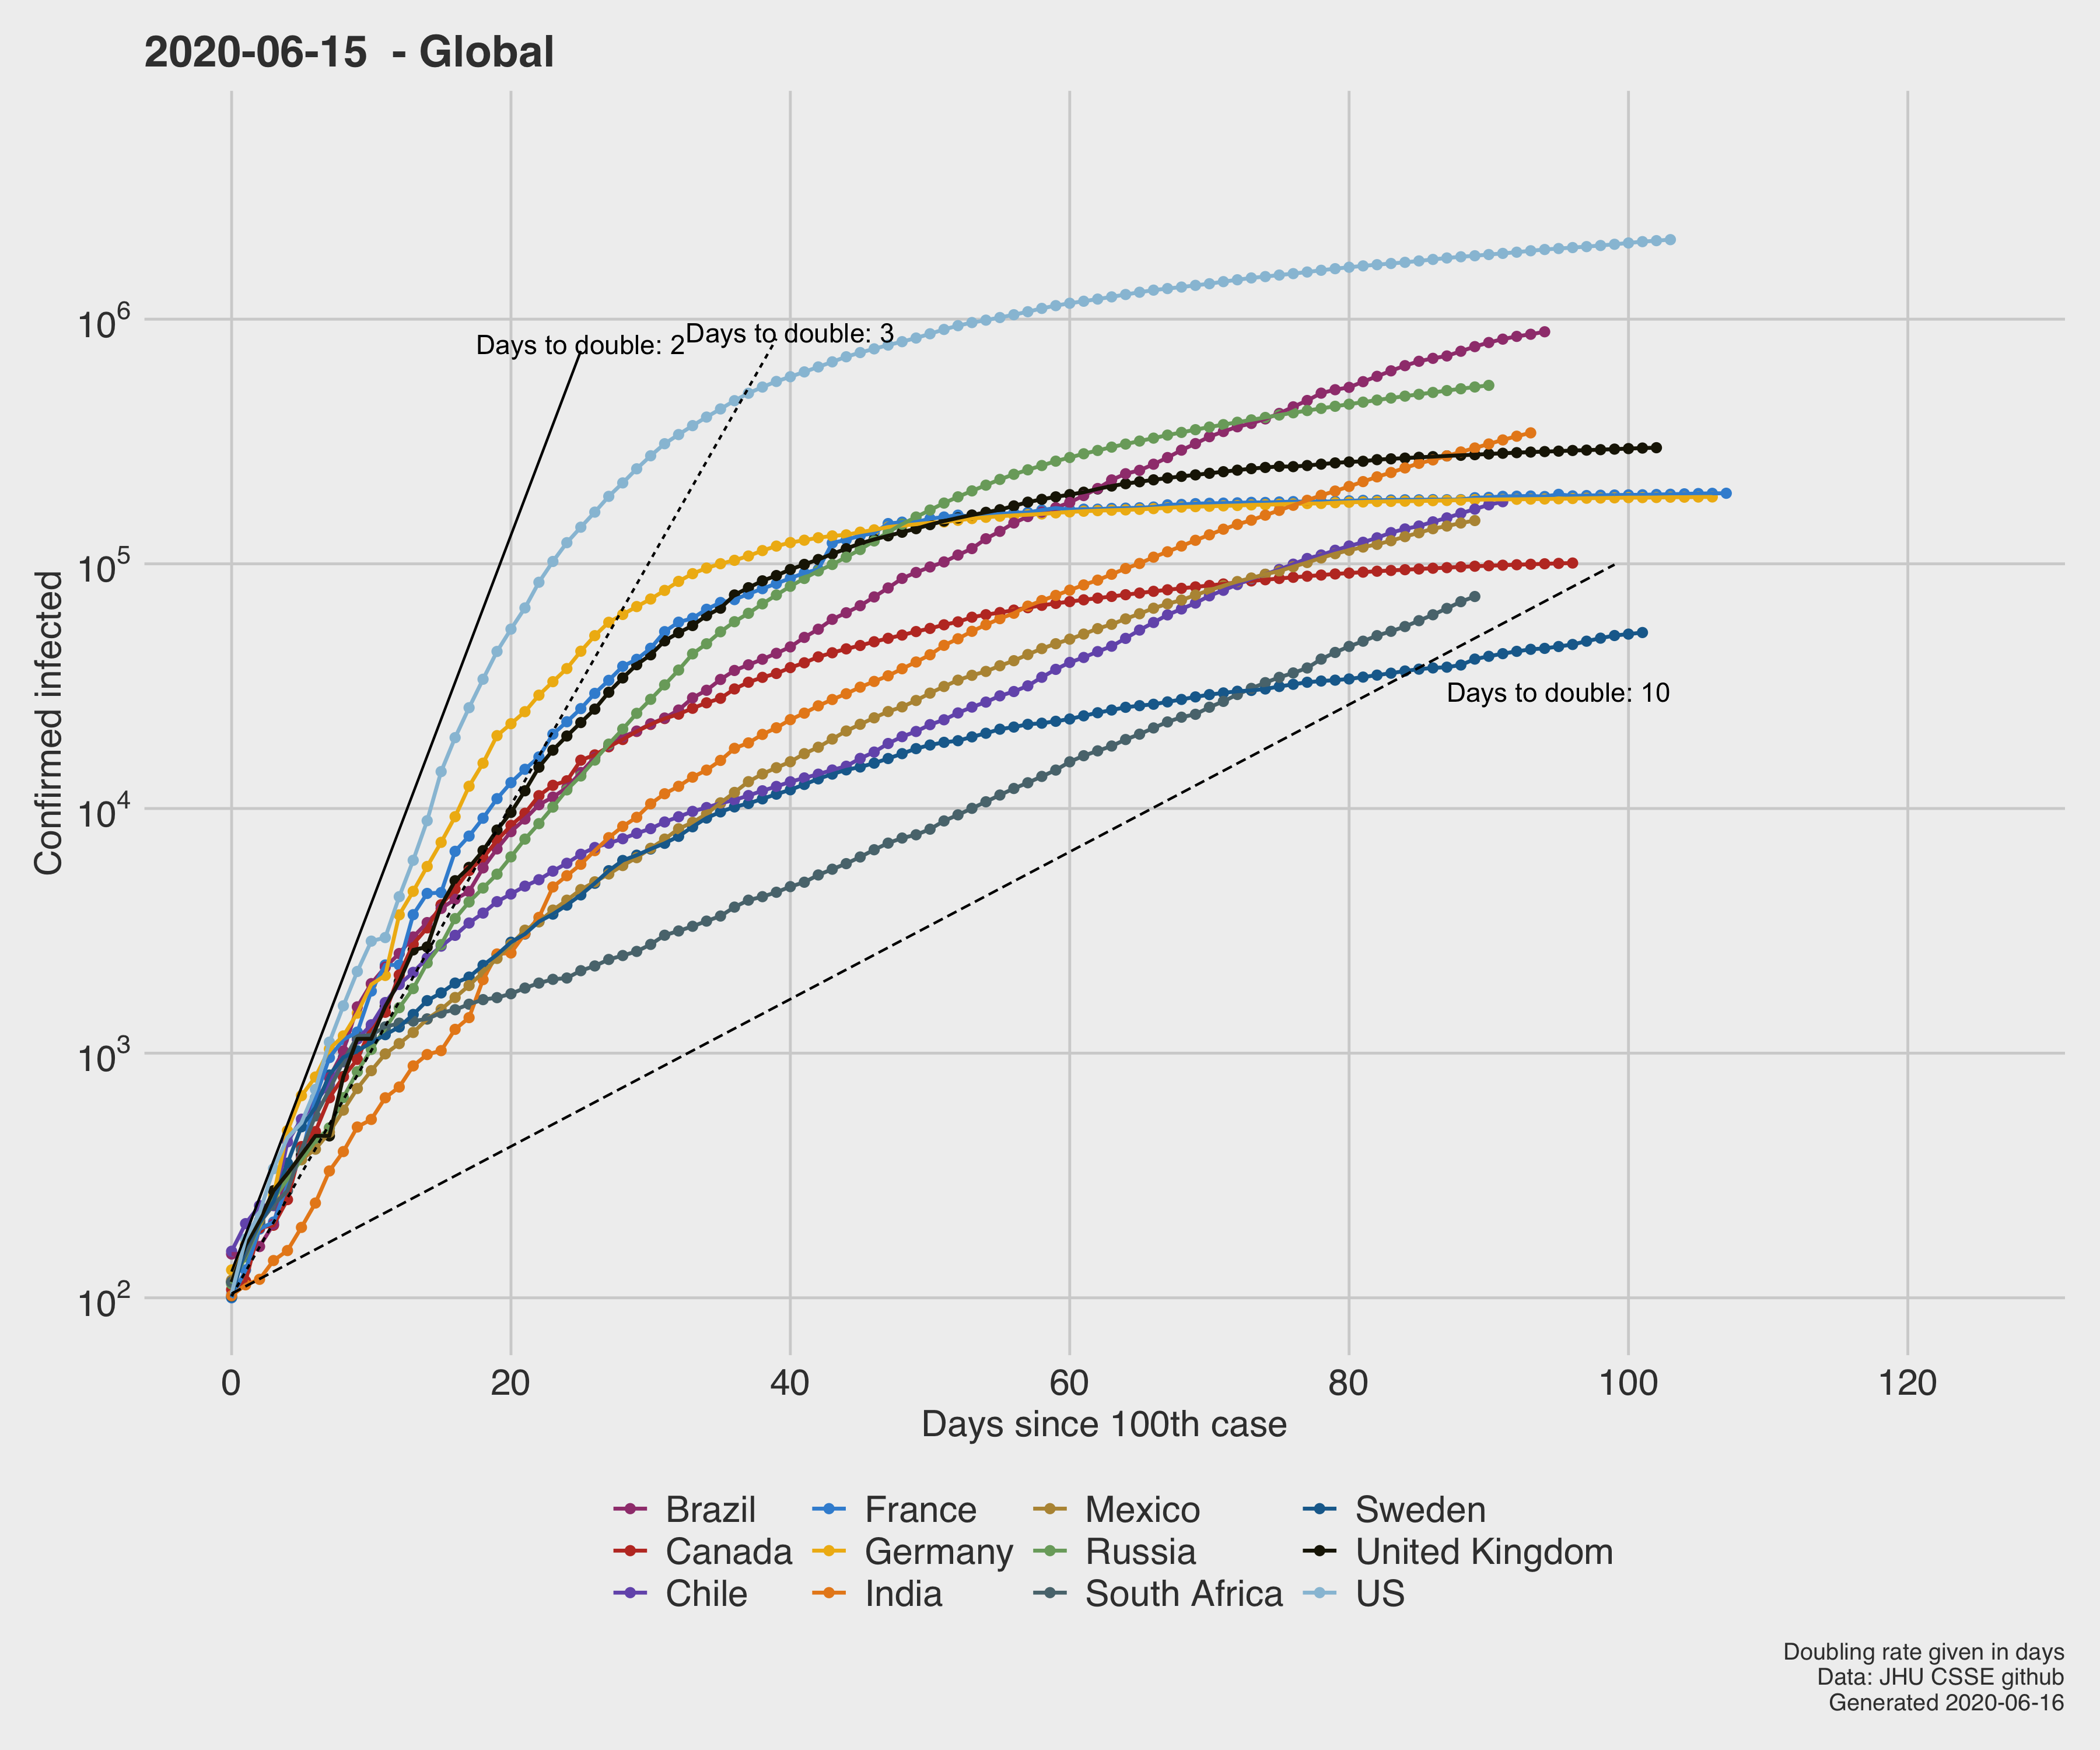 2020-06-15  - Global
Confirmed infected
10^6
10^5
10^4
10^3
10^2
Days to double: 2
Days to double: 3
Days to double: 10
0 20 40 60 80 100 120
Days since 100th case
Brazil France Mexico Sweden
Canada Germany Russia United Kingdom
Chile India South Africa US
Doubling rate given in days
Data: JHU CSSE github
Generated 2020-06-16